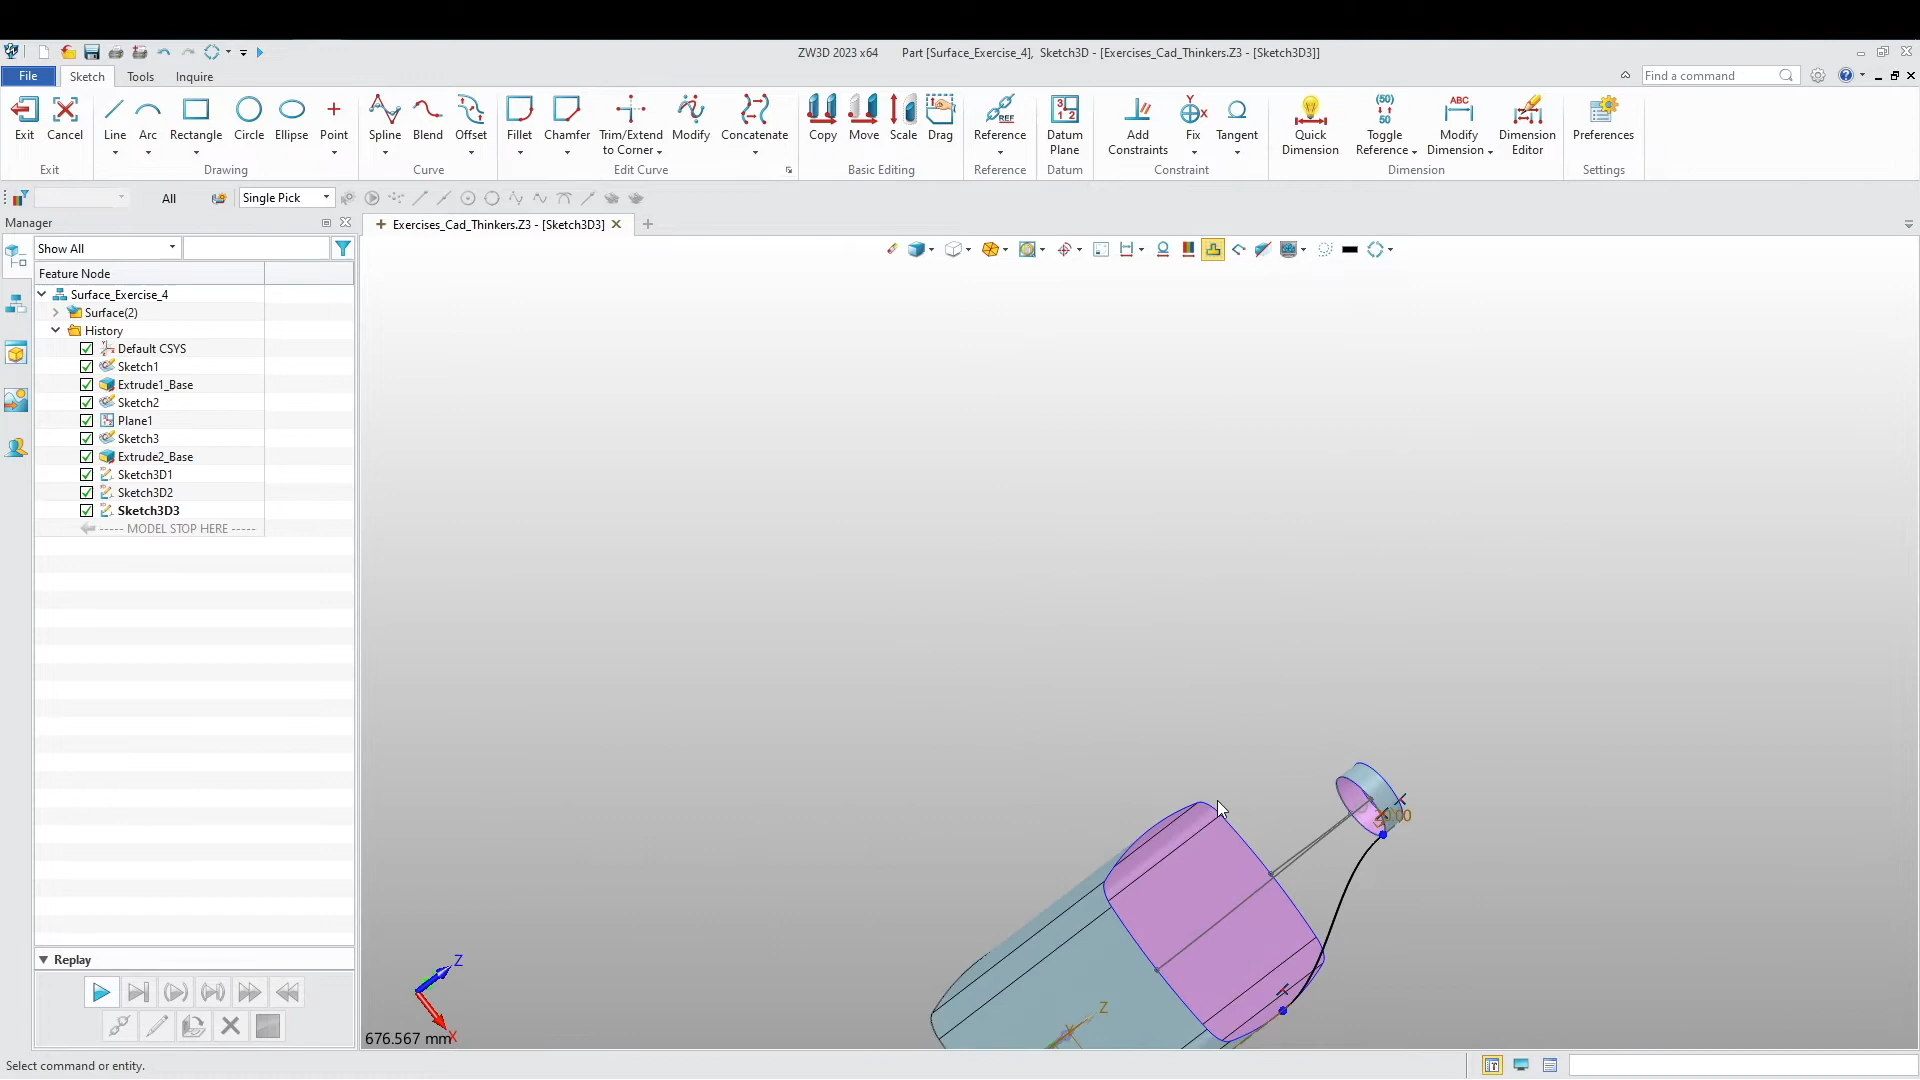 ZW3D 2023 x64 Part [Surface_Exercise_4], Sketch3D - [Exercises_Cad_Thinkers.Z3 - [Sketch3D3]]
File Sketch Tools Inquire
Find a command
Exit Cancel Line Arc Rectangle Circle Ellipse Point Spline Blend Offset Fillet Chamfer Trim/Extend to Corner Modify Concatenate Copy Move Scale Drag Reference Datum Plane Add Constraints Fix Tangent Quick Dimension Toggle Reference Modify Dimension Dimension Editor Preferences
Exit Drawing Curve Edit Curve Basic Editing Reference Datum Constraint Dimension Settings
All Single Pick
Manager
Exercises_Cad_Thinkers.Z3 - [Sketch3D3]
Show All
Feature Node
Surface_Exercise_4
Surface(2)
History
Default CSYS
Sketch1
Extrude1_Base
Sketch2
Plane1
Sketch3
Extrude2_Base
Sketch3D1
Sketch3D2
Sketch3D3
----- MODEL STOP HERE -----
Z
Replay
Z
X
676.567 mm
Select command or entity.